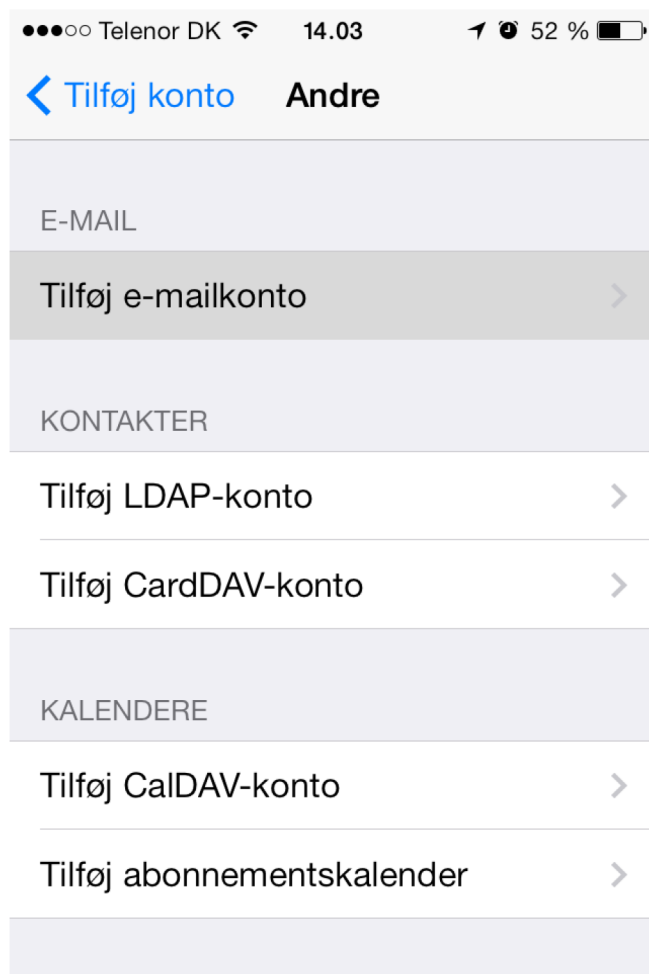 Telenor DK 14.03 52 %
Tilføj konto Andre
E-MAIL
Tilføj e-mailkonto
KONTAKTER
Tilføj LDAP-konto
Tilføj CardDAV-konto
KALENDERE
Tilføj CalDAV-konto
Tilføj abonnementskalender